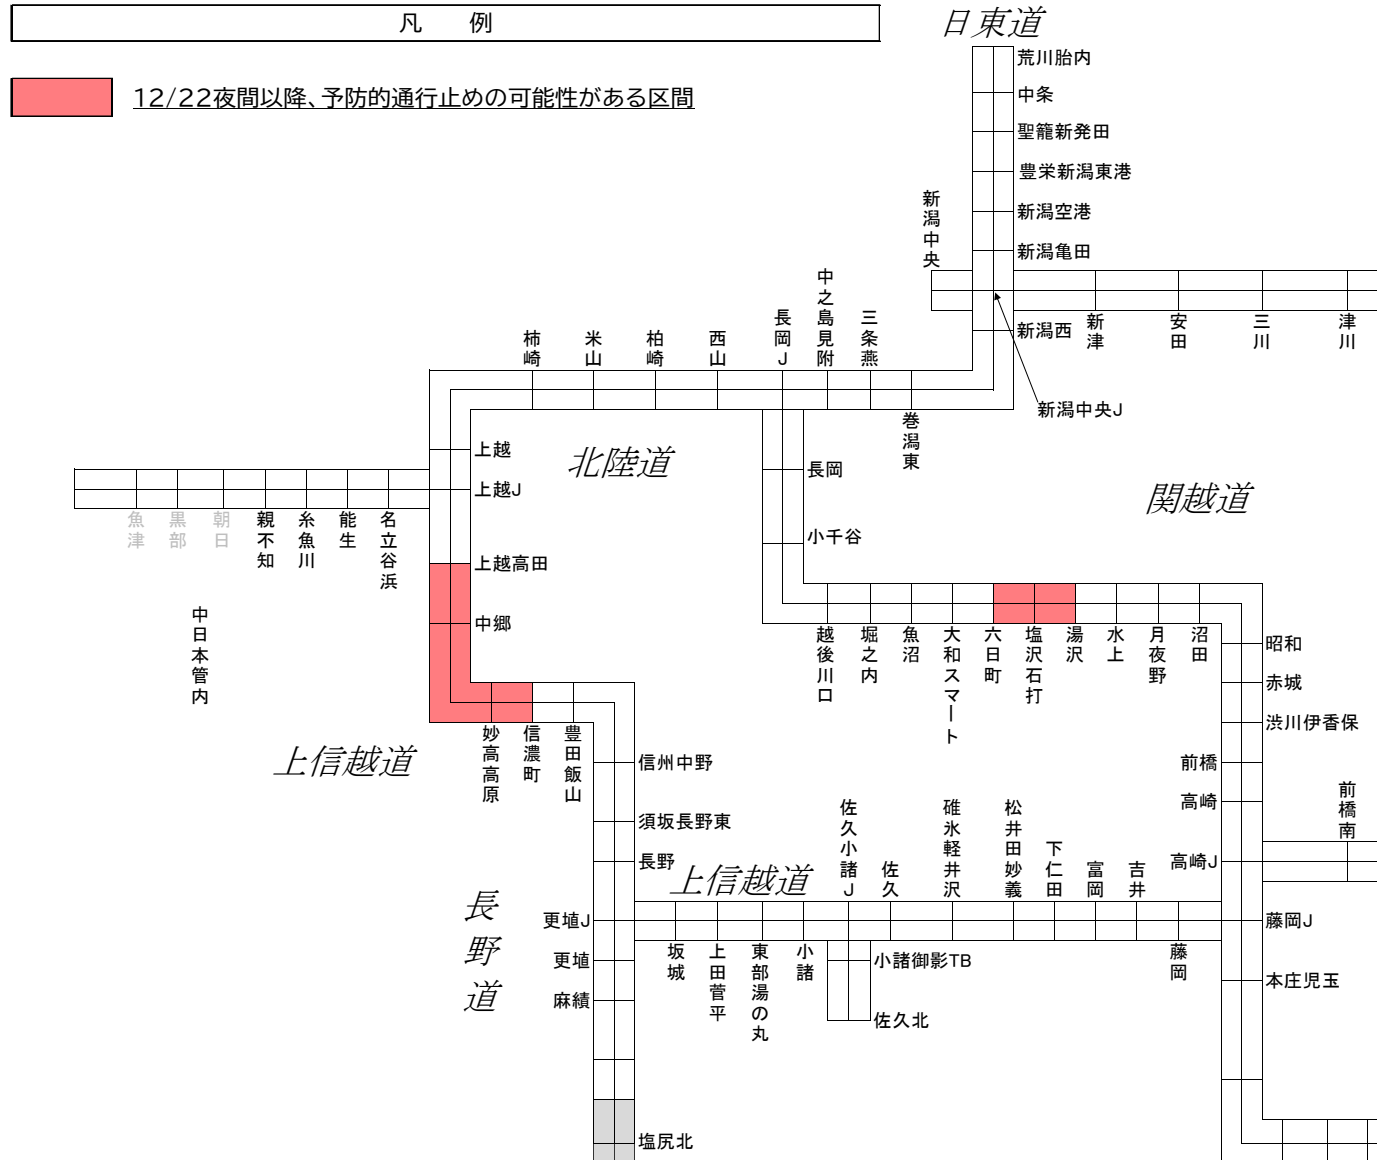 凡　例
12/22夜間以降、予防的通行止めの可能性がある区間
日東道
荒川胎内
中条
聖籠新発田
豊栄新潟東港
新潟空港
新潟亀田
新潟中央
新潟西
新津
安田
三川
津川
新潟中央J
柿崎
米山
柏崎
西山
長岡J
中之島見附
三条燕
巻潟東
北陸道
上越
上越J
魚津
黒部
朝日
親不知
糸魚川
能生
名立谷浜
中日本管内
上越高田
中郷
長岡
小千谷
関越道
越後川口
堀之内
魚沼
大和スマート
六日町
塩沢石打
湯沢
水上
月夜野
沼田
昭和
赤城
渋川伊香保
前橋
高崎
前橋南
高崎J
上信越道
妙高高原
信濃町
豊田飯山
信州中野
須坂長野東
長野
上信越道
佐久小諸J
佐久
碓氷軽井沢
松井田妙義
下仁田
富岡
吉井
長野道
更埴J
更埴
麻績
坂城
上田菅平
東部湯の丸
小諸
小諸御影TB
佐久北
藤岡
藤岡J
本庄児玉
塩尻北